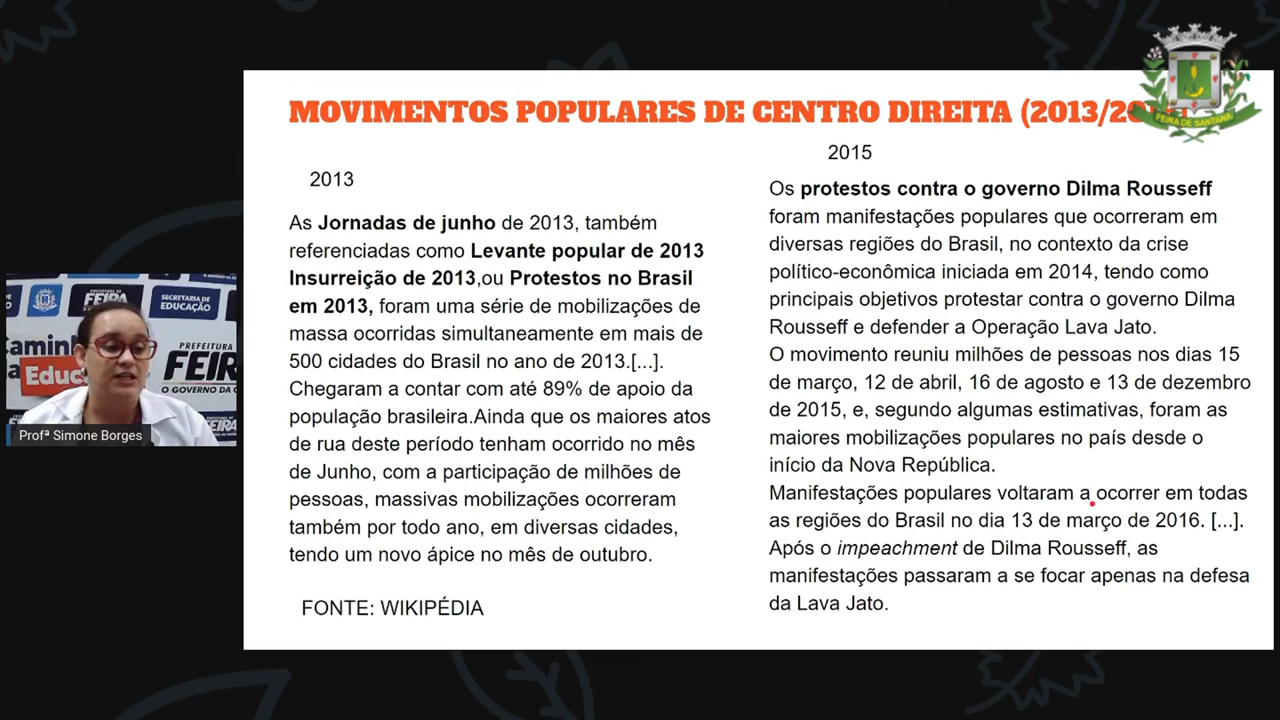 MOVIMENTOS POPULARES DE CENTRO DIREITA (2013/20
2013
As Jornadas de junho de 2013, também
referenciadas como Levante popular de 2013
Insurreição de 2013,ou Protestos no Brasil
em 2013, foram uma série de mobilizações de
massa ocorridas simultaneamente em mais de
500 cidades do Brasil no ano de 2013.[...].
Chegaram a contar com até 89% de apoio da
população brasileira.Ainda que os maiores atos
de rua deste período tenham ocorrido no mês
de Junho, com a participação de milhões de
pessoas, massivas mobilizações ocorreram
também por todo ano, em diversas cidades,
tendo um novo ápice no mês de outubro.
FONTE: WIKIPÉDIA
2015
Os protestos contra o governo Dilma Rousseff
foram manifestações populares que ocorreram em
diversas regiões do Brasil, no contexto da crise
político-econômica iniciada em 2014, tendo como
principais objetivos protestar contra o governo Dilma
Rousseff e defender a Operação Lava Jato.
O movimento reuniu milhões de pessoas nos dias 15
de março, 12 de abril, 16 de agosto e 13 de dezembro
de 2015, e, segundo algumas estimativas, foram as
maiores mobilizações populares no país desde o
início da Nova República.
Manifestações populares voltaram a ocorrer em todas
as regiões do Brasil no dia 13 de março de 2016. [...].
Após o impeachment de Dilma Rousseff, as
manifestações passaram a se focar apenas na defesa
da Lava Jato.
FEIRA DE SANTANA
FEIRA
SECRETARIA DE
EDUCAÇÃO
Camin
Educ
PREFEITURA
FEIR
O GOVERNO DA
Profª Simone Borges